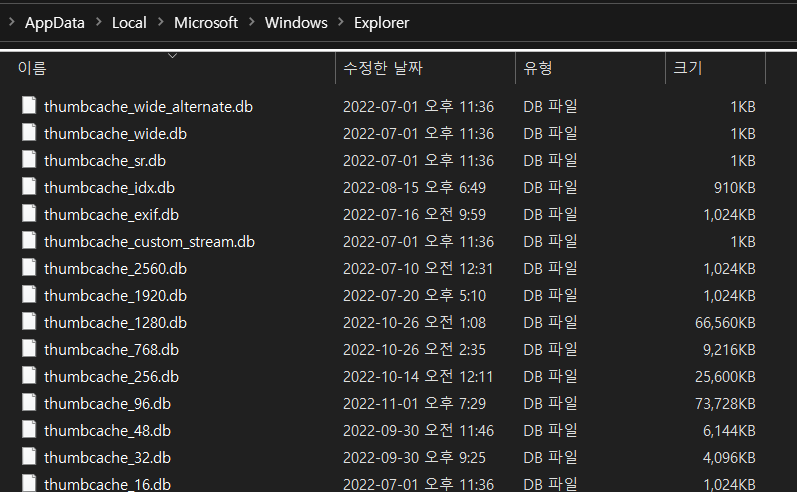 AppData > Local > Microsoft > Windows > Explorer
이름 수정한 날짜 유형 크기
thumbcache_wide_alternate.db 2022-07-01 오후 11:36 DB 파일 1KB
thumbcache_wide.db 2022-07-01 오후 11:36 DB 파일 1KB
thumbcache_sr.db 2022-07-01 오후 11:36 DB 파일 1KB
thumbcache_idx.db 2022-08-15 오후 6:49 DB 파일 910KB
thumbcache_exif.db 2022-07-16 오전 9:59 DB 파일 1,024KB
thumbcache_custom_stream.db 2022-07-01 오후 11:36 DB 파일 1KB
thumbcache_2560.db 2022-07-10 오전 12:31 DB 파일 1,024KB
thumbcache_1920.db 2022-07-20 오후 5:10 DB 파일 1,024KB
thumbcache_1280.db 2022-10-26 오전 1:08 DB 파일 66,560KB
thumbcache_768.db 2022-10-26 오전 2:35 DB 파일 9,216KB
thumbcache_256.db 2022-10-14 오전 12:11 DB 파일 25,600KB
thumbcache_96.db 2022-11-01 오후 7:29 DB 파일 73,728KB
thumbcache_48.db 2022-09-30 오전 11:46 DB 파일 6,144KB
thumbcache_32.db 2022-09-30 오후 9:25 DB 파일 4,096KB
thumbcache_16.db 2022-07-01 오후 11:36 DB 파일 1,024KB